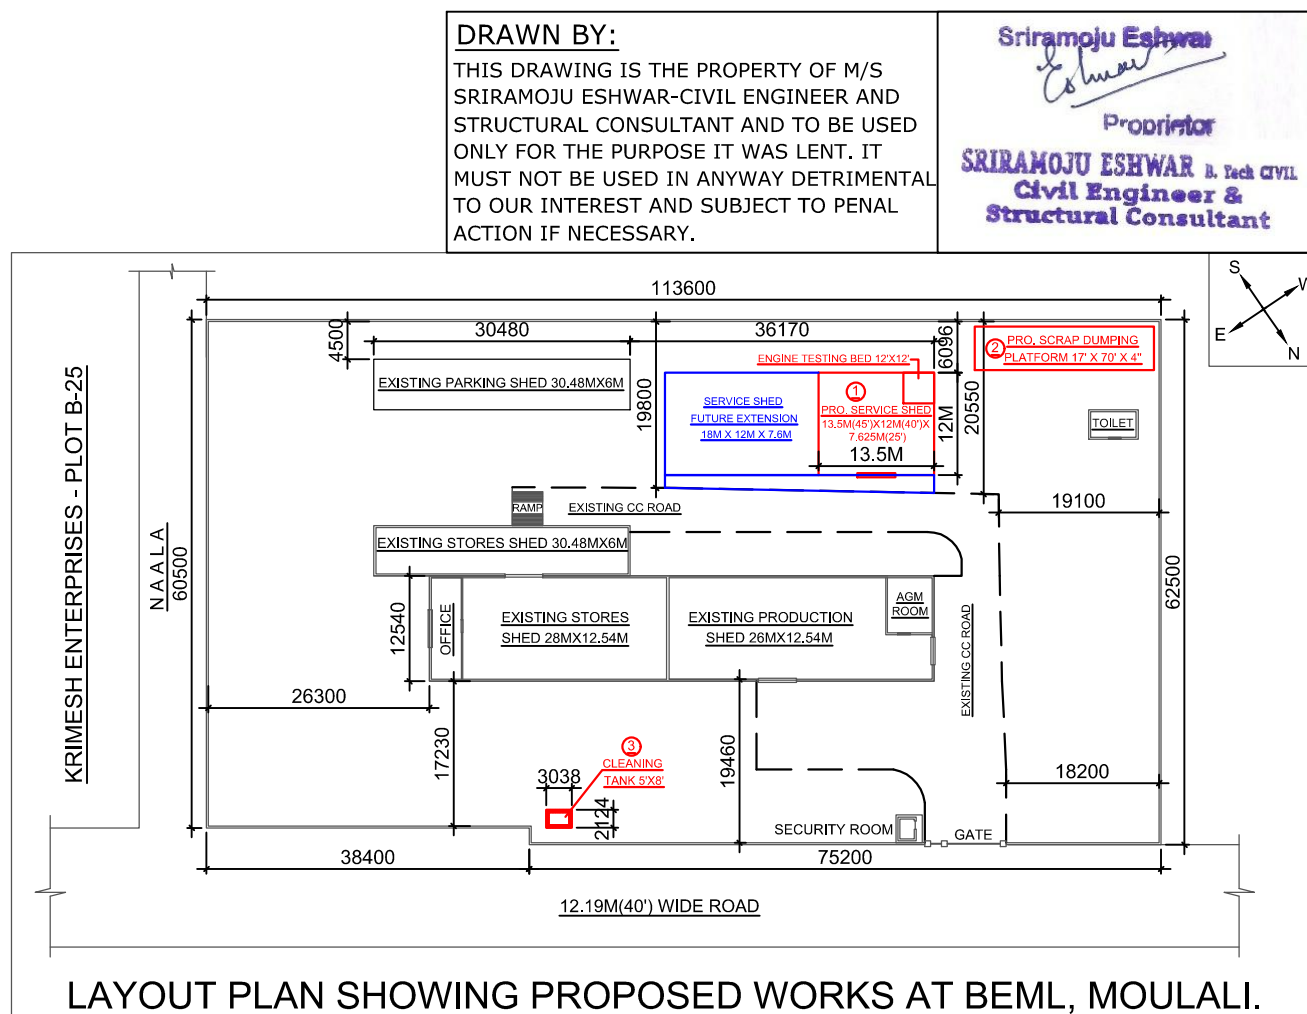 DRAWN BY:
THIS DRAWING IS THE PROPERTY OF M/S
SRIRAMOJU ESHWAR-CIVIL ENGINEER AND
STRUCTURAL CONSULTANT AND TO BE USED
ONLY FOR THE PURPOSE IT WAS LENT. IT
MUST NOT BE USED IN ANYWAY DETRIMENTAL
TO OUR INTEREST AND SUBJECT TO PENAL
ACTION IF NECESSARY.
Sriramoju Eshwar
Proprietor
SRIRAMOJU ESHWAR B. Tech CIVIL
Civil Engineer &
Structural Consultant
S
W
E
N
113600
4500
30480
36170
6096
ENGINE TESTING BED 12'X12'
2
PRO. SCRAP DUMPING
PLATFORM 17' X 70' X 4"
EXISTING PARKING SHED 30.48MX6M
19800
SERVICE SHED
FUTURE EXTENSION
18M X 12M X 7.6M
1
PRO. SERVICE SHED
13.5M(45')X12M(40')X
7.625M(25')
13.5M
12M
20550
TOILET
19100
RAMP
EXISTING CC ROAD
EXISTING STORES SHED 30.48MX6M
KRIMESH ENTERPRISES - PLOT B-25
NAALA
60500
62500
12540
OFFICE
EXISTING STORES
SHED 28MX12.54M
EXISTING PRODUCTION
SHED 26MX12.54M
AGM
ROOM
EXISTING CC ROAD
26300
17230
3
CLEANING
TANK 5'X8'
3038
2124
19460
18200
SECURITY ROOM
GATE
38400
75200
12.19M(40') WIDE ROAD
LAYOUT PLAN SHOWING PROPOSED WORKS AT BEML, MOULALI.